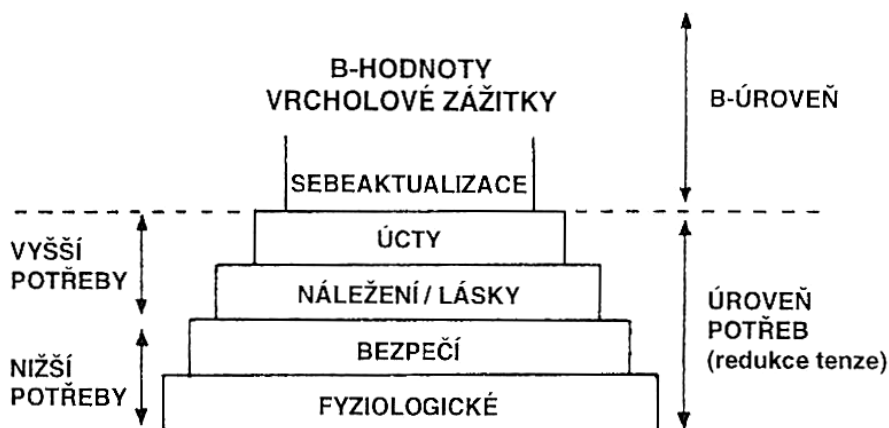 B-HODNOTY
VRCHOLOVÉ ZÁŽITKY
B-ÚROVEŇ
SEBEAKTUALIZACE
VYŠŠÍ
POTŘEBY
ÚCTY
NÁLEŽENÍ / LÁSKY
ÚROVEŇ
POTŘEB
(redukce tenze)
NIŽŠÍ
POTŘEBY
BEZPEČÍ
FYZIOLOGICKÉ